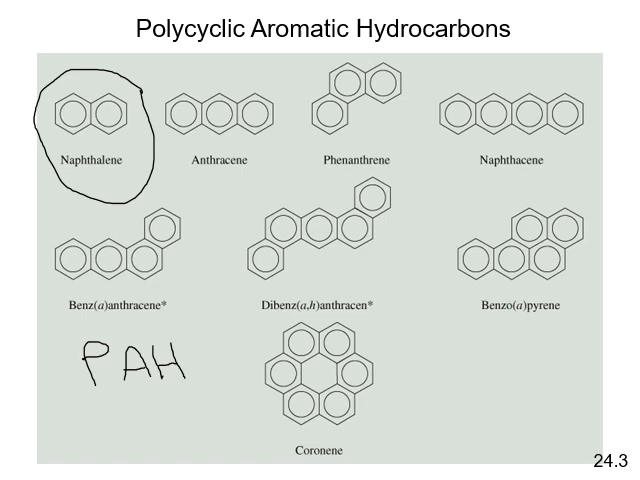 Polycyclic Aromatic Hydrocarbons
Naphthalene
Anthracene
Phenanthrene
Naphthacene
Benz(a)anthracene*
Dibenz(a,h)anthracen*
Benzo(a)pyrene
PAH
Coronene
24.3